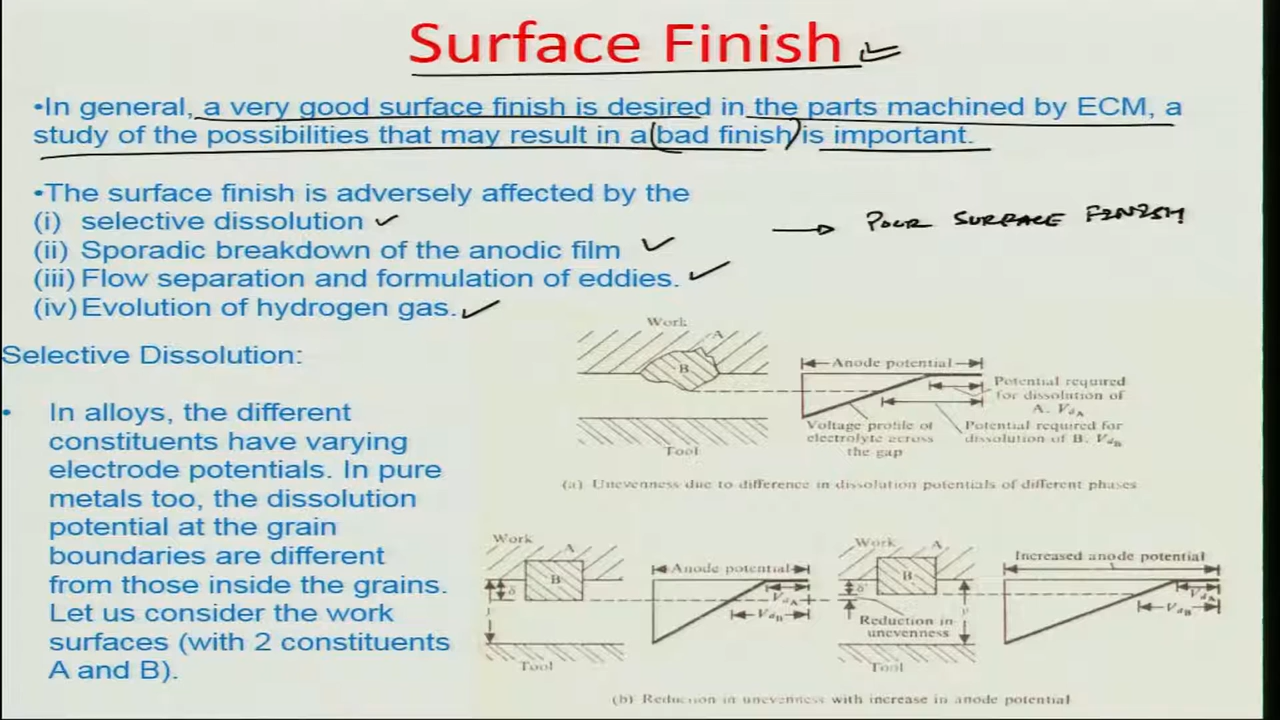 Surface Finish
•In general, a very good surface finish is desired in the parts machined by ECM, a
study of the possibilities that may result in a bad finish is important.
•The surface finish is adversely affected by the
(i) selective dissolution
(ii) Sporadic breakdown of the anodic film
(iii) Flow separation and formulation of eddies.
(iv) Evolution of hydrogen gas.
POUR SURFACE FINISH
Selective Dissolution:
• In alloys, the different
constituents have varying
electrode potentials. In pure
metals too, the dissolution
potential at the grain
boundaries are different
from those inside the grains.
Let us consider the work
surfaces (with 2 constituents
A and B).
Work
A
B
Tool
Anode potential
Potential required
for dissolution of
A. VdA
Voltage profile of
electrolyte across
the gap
Potential required for
dissolution of B. VdB
(a) Unevenness due to difference in dissolution potentials of different phases
Work
A
B
δ
Tool
Anode potential
VdA
VdB
Work
A
B
δ'
Reduction in
unevenness
Tool
Increased anode potential
VdA
VdB
(b) Reduction in unevenness with increase in anode potential